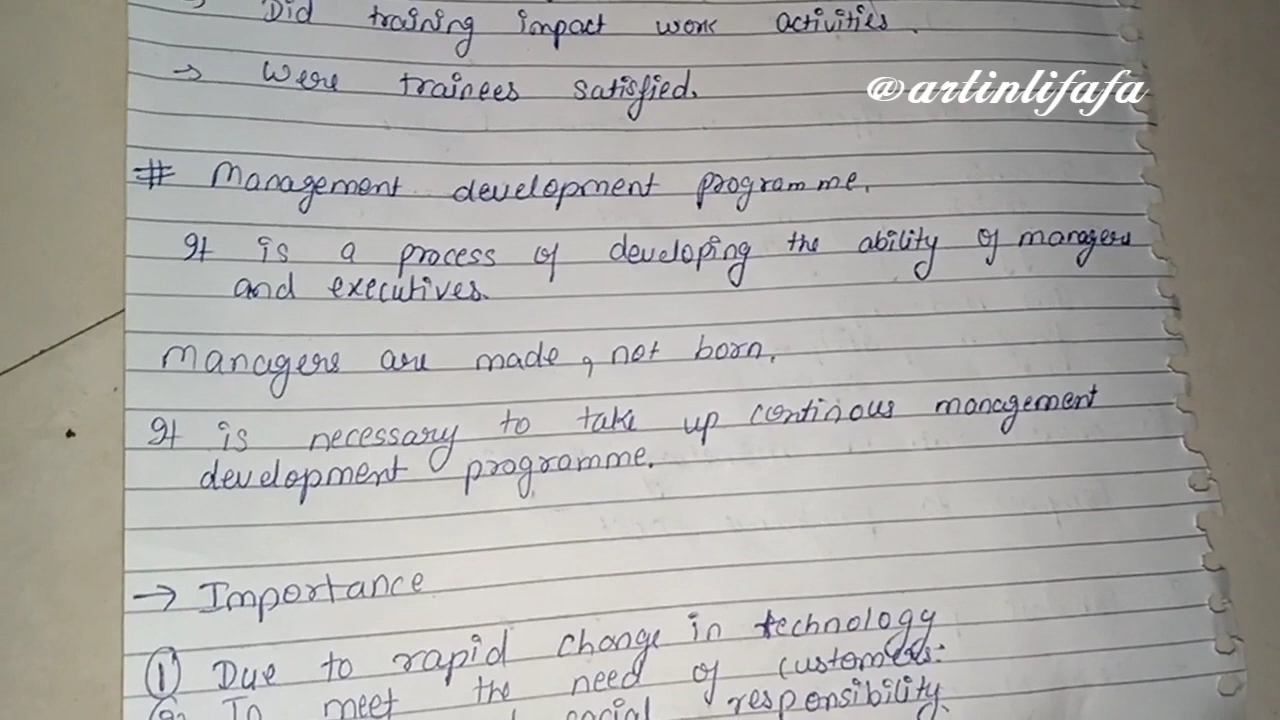 Did training impact work activities.
→ Were trainees satisfied.
@artinlifafa
# Management development programme.
It is a process of developing the ability of managers
and executives.
Managers are made, not born.
It is necessary to take up continous management
development programme.
→ Importance
① Due to rapid change in technology
② To meet the need of customers.
social responsibility.